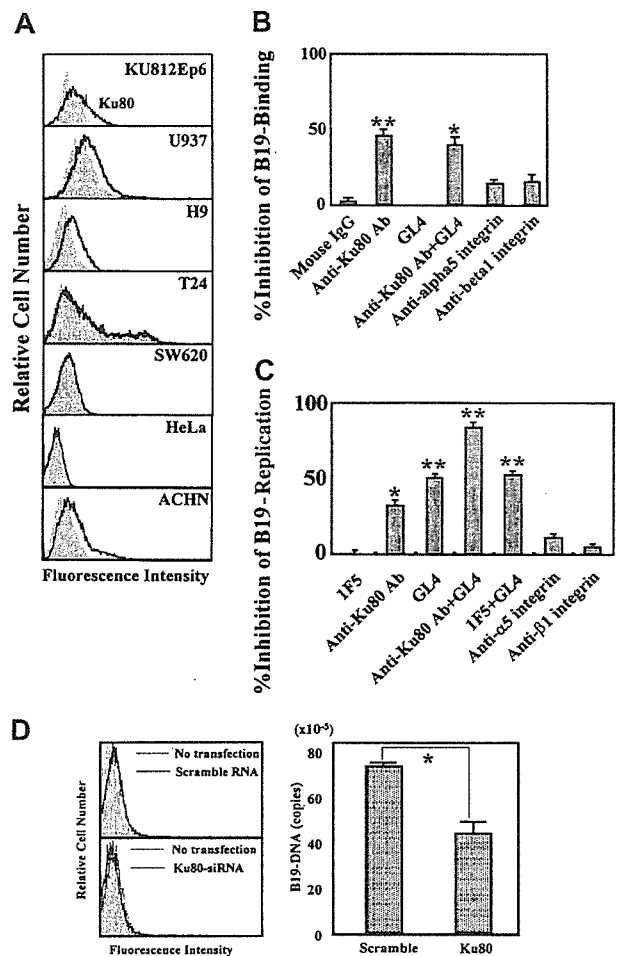 A
KU812Ep6
Ku80
U937
H9
T24
SW620
HeLa
ACHN
Relative Cell Number
Fluorescence Intensity
B
100
50
0
%Inhibition of B19-Binding
**
*
Mouse IgG
Anti-Ku80 Ab
GL4
Anti-Ku80 Ab+GL4
Anti-alpha5 integrin
Anti-beta1 integrin
C
100
50
0
%Inhibition of B19-Replication
*
**
**
**
1F5
Anti-Ku80 Ab
GL4
Anti-Ku80 Ab+GL4
1F5+GL4
Anti-α5 integrin
Anti-β1 integrin
D
No transfection
Scramble RNA
No transfection
Ku80-siRNA
Relative Cell Number
Fluorescence Intensity
(x10⁻⁵)
80
60
40
20
0
B19-DNA (copies)
*
Scramble
Ku80